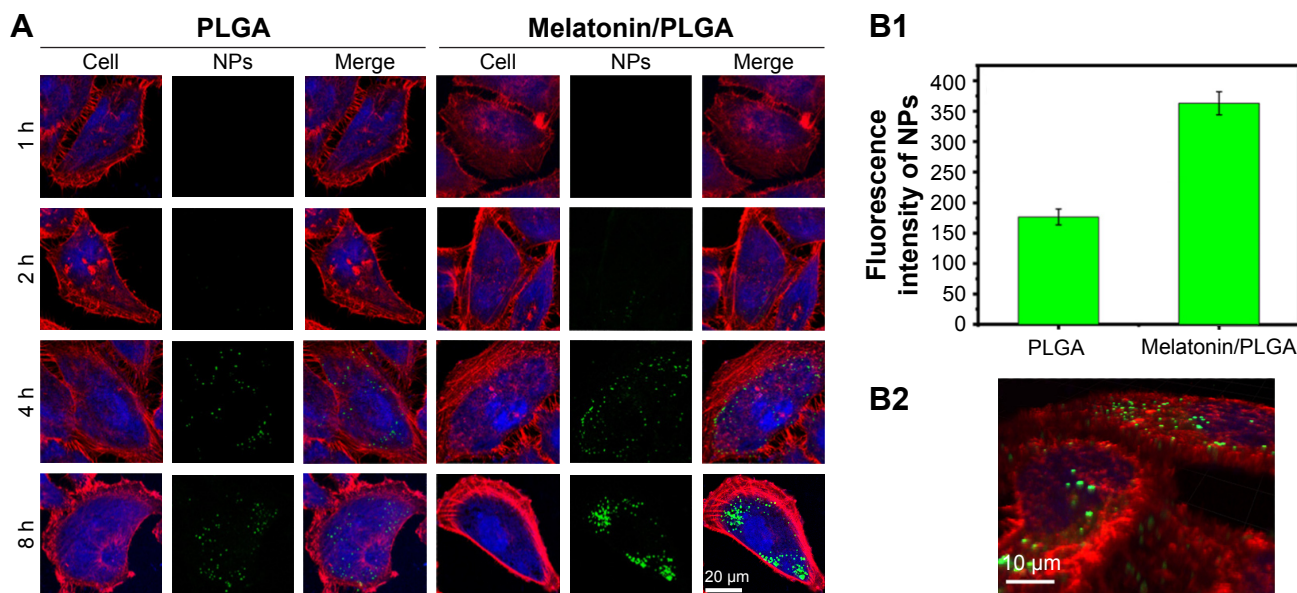 A
PLGA
Melatonin/PLGA
Cell
NPs
Merge
Cell
NPs
Merge
1 h
2 h
4 h
8 h
20 µm
B1
Fluorescence
intensity of NPs
400
350
300
250
200
150
100
50
0
PLGA
Melatonin/PLGA
B2
10 µm